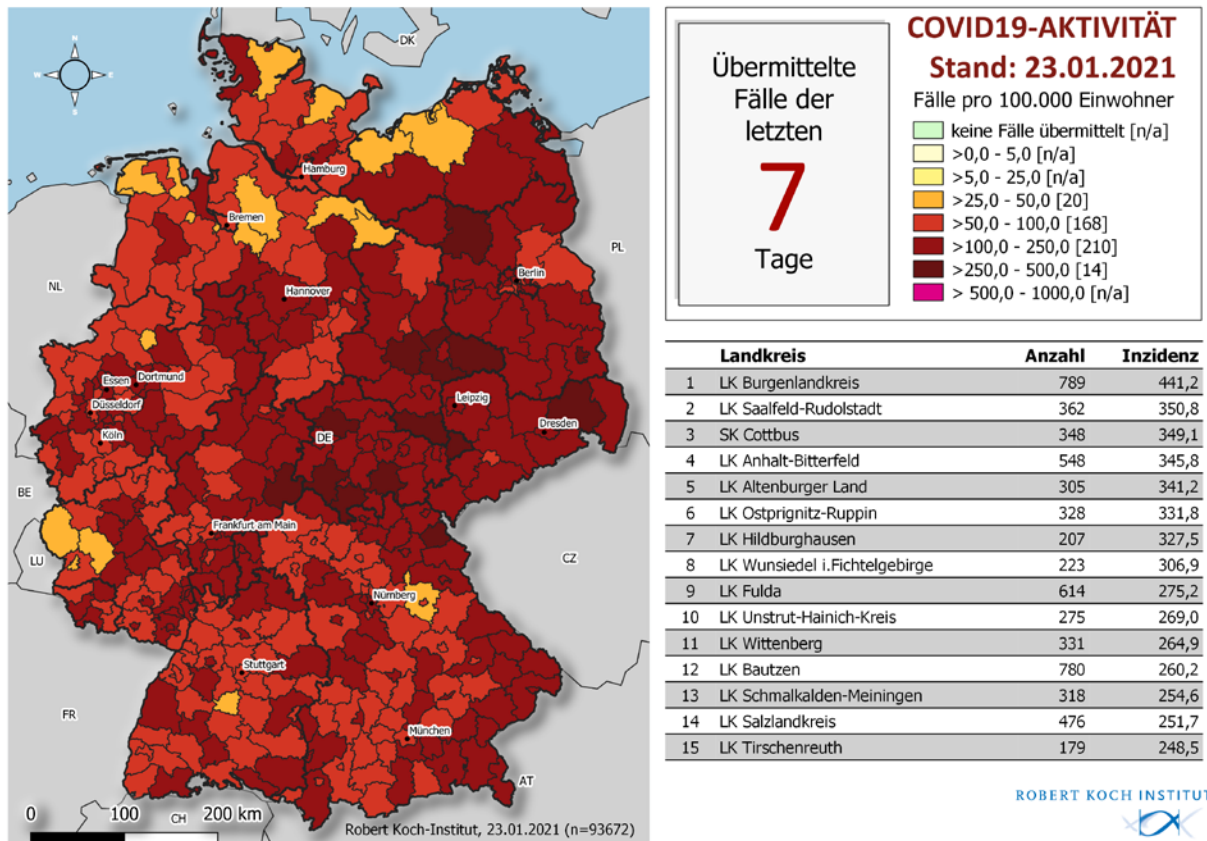 N
W
E
S
DK
PL
NL
BE
LU
FR
CH
AT
CZ
DE
Hamburg
Bremen
Berlin
Hannover
Essen
Dortmund
Düsseldorf
Köln
Leipzig
Dresden
Frankfurt am Main
Nürnberg
Stuttgart
München
0 100 200 km
Robert Koch-Institut, 23.01.2021 (n=93672)
Übermittelte
Fälle der
letzten
7
Tage
COVID19-AKTIVITÄT
Stand: 23.01.2021
Fälle pro 100.000 Einwohner
keine Fälle übermittelt [n/a]
>0,0 - 5,0 [n/a]
>5,0 - 25,0 [n/a]
>25,0 - 50,0 [20]
>50,0 - 100,0 [168]
>100,0 - 250,0 [210]
>250,0 - 500,0 [14]
> 500,0 - 1000,0 [n/a]
Landkreis Anzahl Inzidenz
1 LK Burgenlandkreis 789 441,2
2 LK Saalfeld-Rudolstadt 362 350,8
3 SK Cottbus 348 349,1
4 LK Anhalt-Bitterfeld 548 345,8
5 LK Altenburger Land 305 341,2
6 LK Ostprignitz-Ruppin 328 331,8
7 LK Hildburghausen 207 327,5
8 LK Wunsiedel i.Fichtelgebirge 223 306,9
9 LK Fulda 614 275,2
10 LK Unstrut-Hainich-Kreis 275 269,0
11 LK Wittenberg 331 264,9
12 LK Bautzen 780 260,2
13 LK Schmalkalden-Meiningen 318 254,6
14 LK Salzlandkreis 476 251,7
15 LK Tirschenreuth 179 248,5
ROBERT KOCH INSTITUT